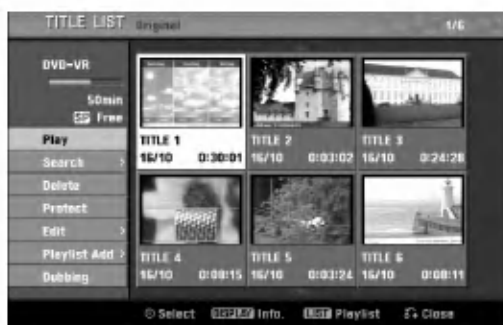 TITLE LIST Original 1/6
DVD-VR
50min
SP Free
Play
Search >
Delete
Protect
Edit >
Playlist Add >
Dubbing
TITLE 1
16/10 0:30:01
TITLE 2
16/10 0:03:02
TITLE 3
16/10 0:24:28
TITLE 4
16/10 0:08:15
TITLE 5
16/10 0:03:24
TITLE 6
16/10 0:08:11
Select DISPLAY Info. LIST Playlist Close